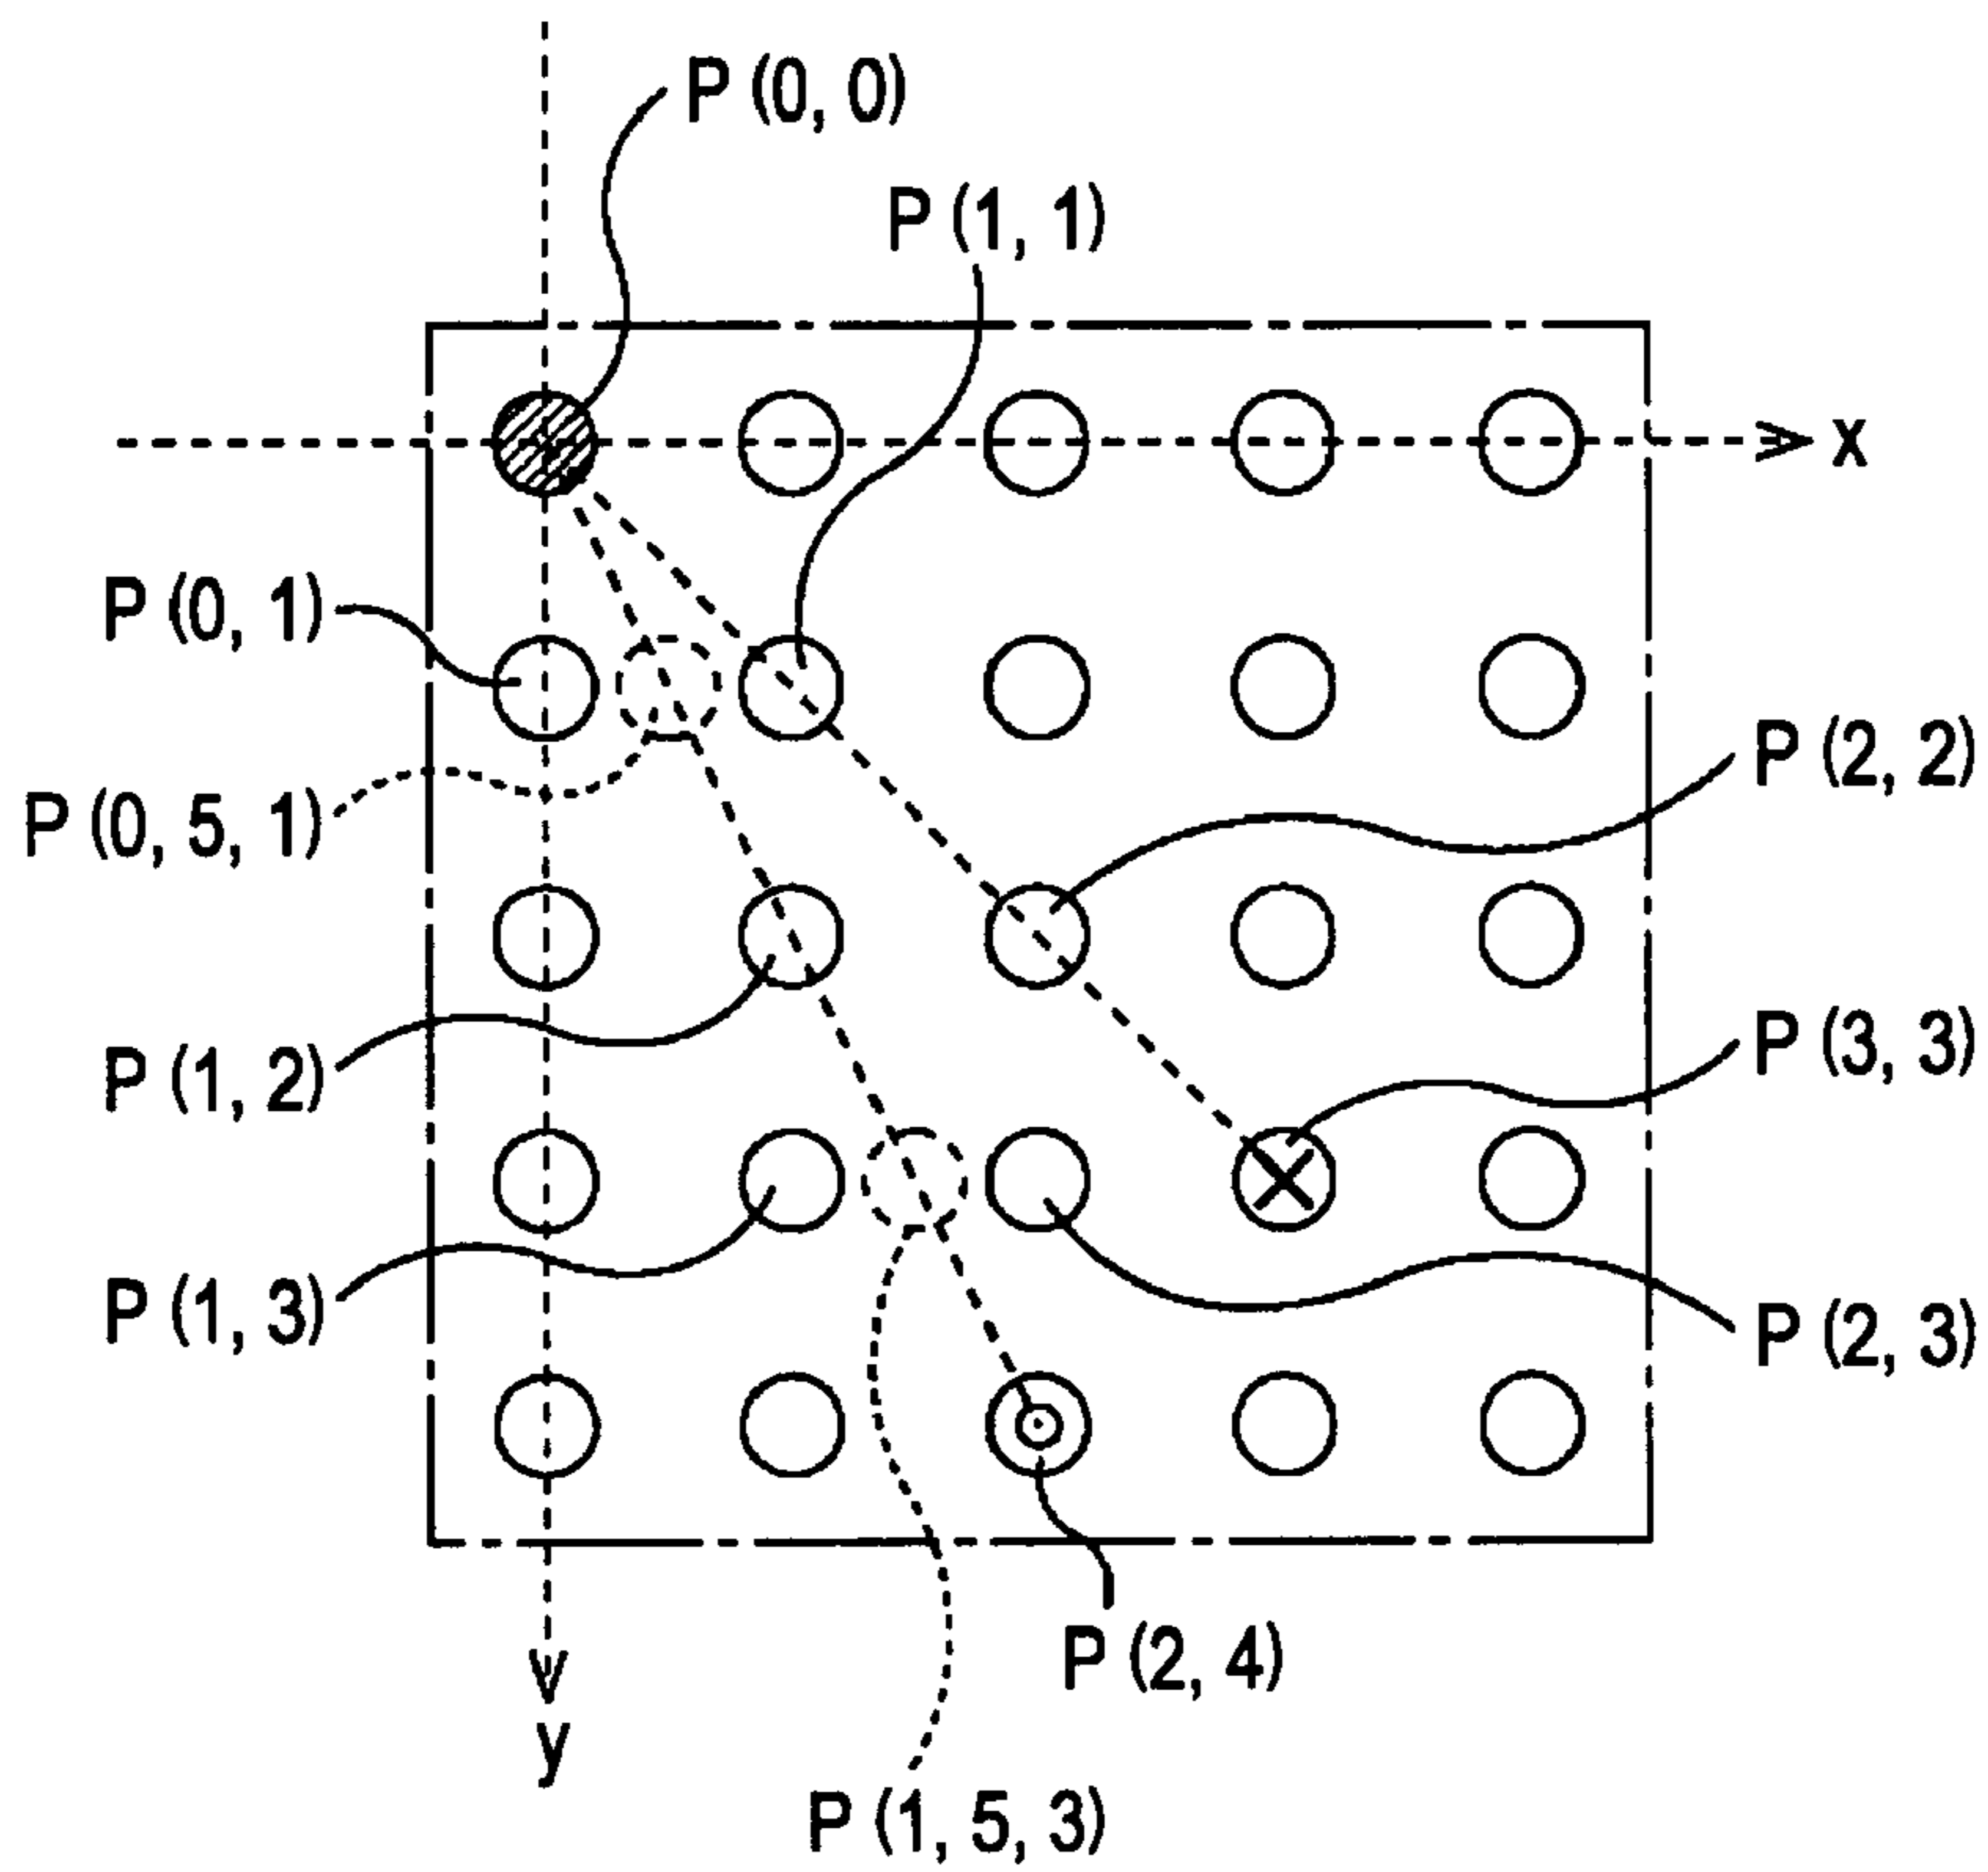 P (0, 0)
P (1, 1)
x
P (0, 1)
P (2, 2)
P (0, 5, 1)
P (3, 3)
P (1, 2)
P (1, 3)
P (2, 3)
P (2, 4)
y
P (1, 5, 3)